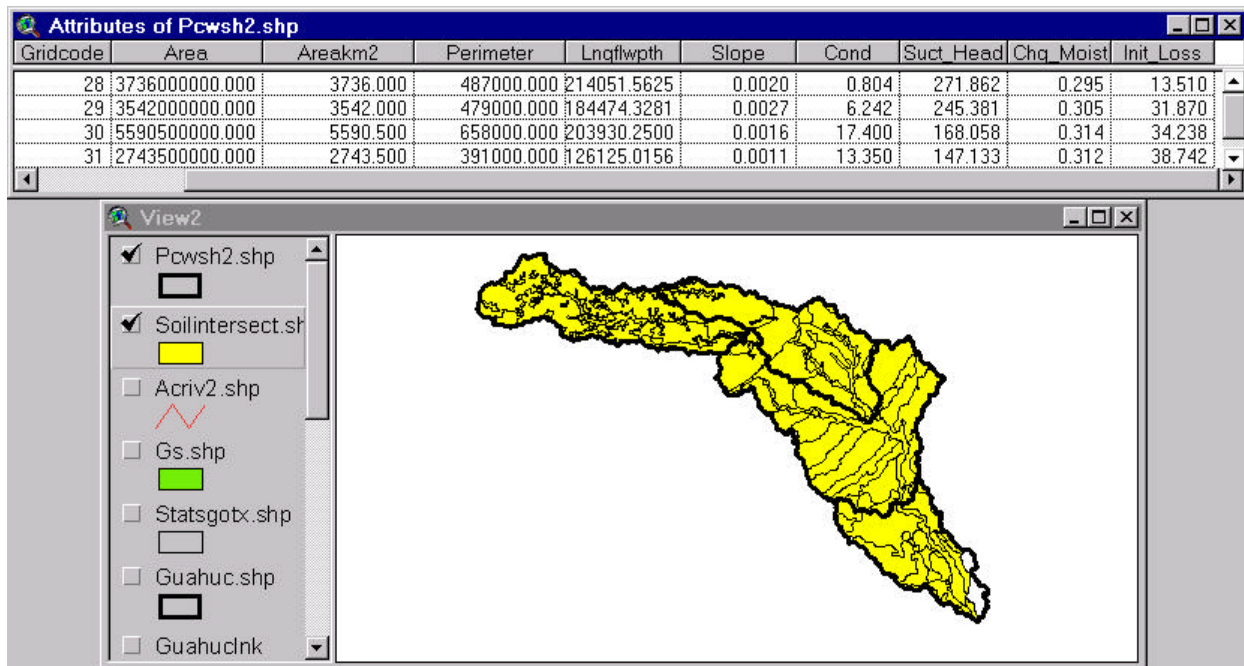 Attributes of Pcwsh2.shp
Gridcode Area Areakm2 Perimeter Lngflwpth Slope Cond Suct_Head Chg_Moist Init_Loss
28 3736000000.000 3736.000 487000.000 214051.5625 0.0020 0.804 271.862 0.295 13.510
29 3542000000.000 3542.000 479000.000 184474.3281 0.0027 6.242 245.381 0.305 31.870
30 5590500000.000 5590.500 658000.000 203930.2500 0.0016 17.400 168.058 0.314 34.238
31 2743500000.000 2743.500 391000.000 126125.0156 0.0011 13.350 147.133 0.312 38.742
View2
Pcwsh2.shp
Soilintersect.sh
Acriv2.shp
Gs.shp
Statsgotx.shp
Guahuc.shp
Guahuclnk